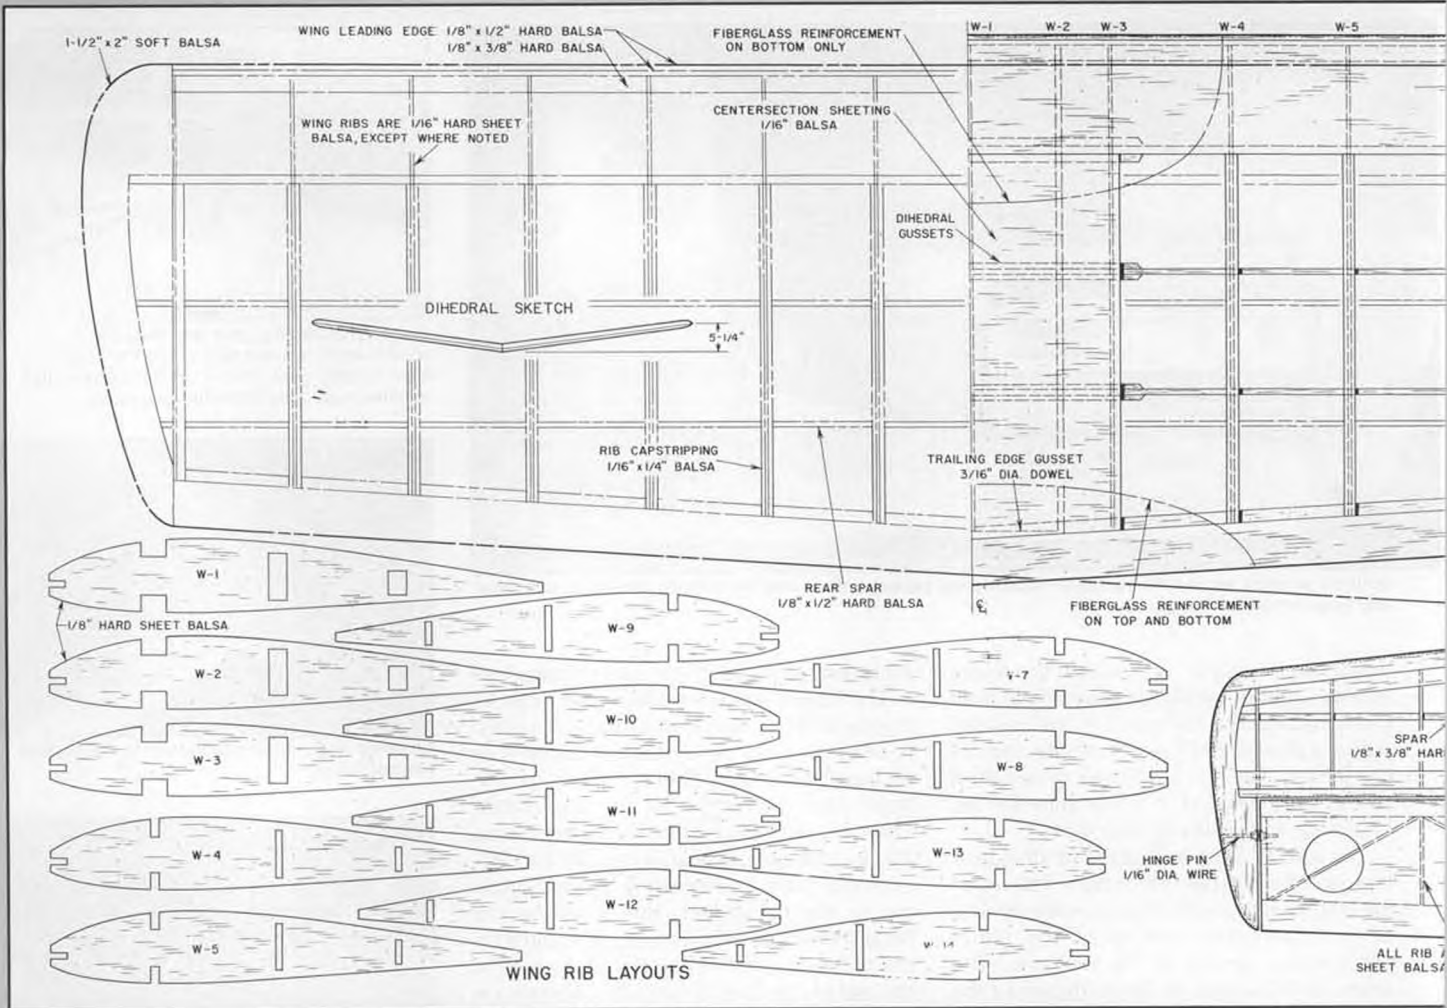 1-1/2" x 2" SOFT BALSA
WING LEADING EDGE 1/8" x 1/2" HARD BALSA
1/8" x 3/8" HARD BALSA
FIBERGLASS REINFORCEMENT
ON BOTTOM ONLY
W-1 W-2 W-3 W-4 W-5
CENTERSECTION SHEETING
1/16" BALSA
WING RIBS ARE 1/16" HARD SHEET
BALSA, EXCEPT WHERE NOTED
DIHEDRAL
GUSSETS
DIHEDRAL SKETCH
5-1/4"
RIB CAPSTRIPPING
1/16" x 1/4" BALSA
TRAILING EDGE GUSSET
3/16" DIA. DOWEL
REAR SPAR
1/8" x 1/2" HARD BALSA
℄
FIBERGLASS REINFORCEMENT
ON TOP AND BOTTOM
W-1
1/8" HARD SHEET BALSA
W-9
W-2
W-7
W-10
W-3
W-8
W-11
W-4
W-13
W-12
W-5
W-14
WING RIB LAYOUTS
SPAR
1/8" x 3/8" HAR
HINGE PIN
1/16" DIA. WIRE
ALL RIB
SHEET BALSA